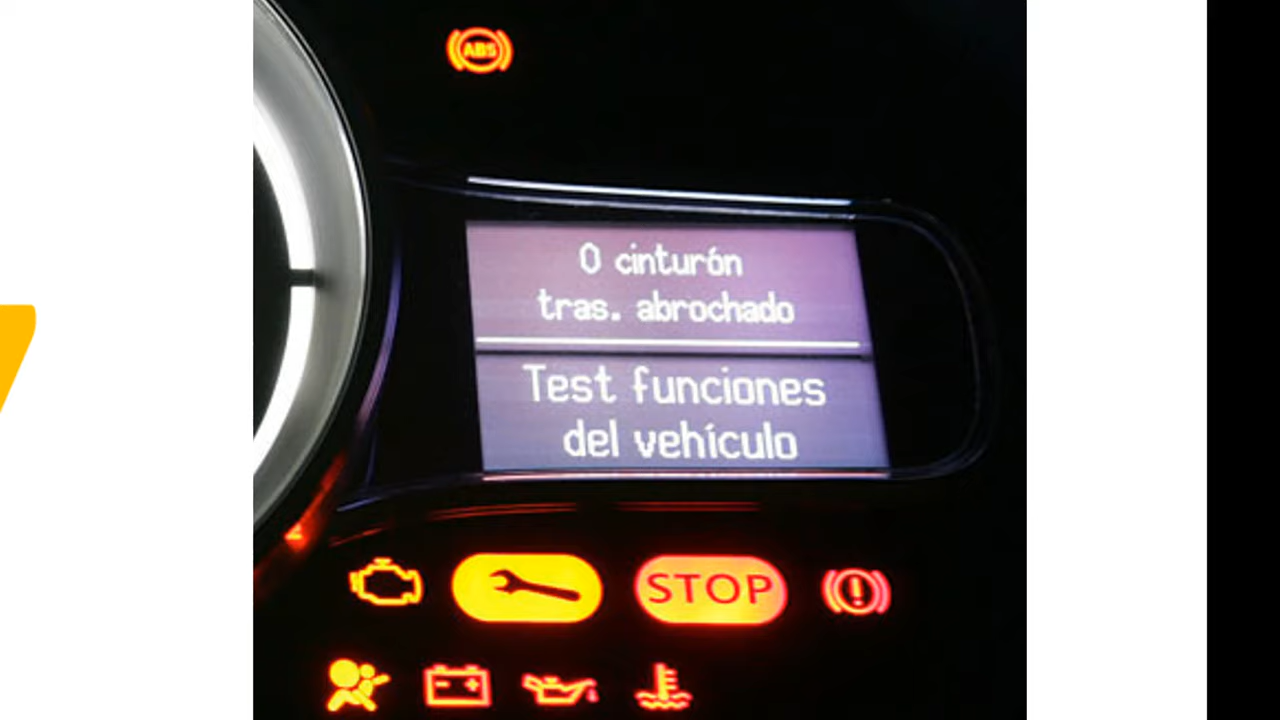 ABS
0 cinturón
tras. abrochado
Test funciones
del vehículo
STOP